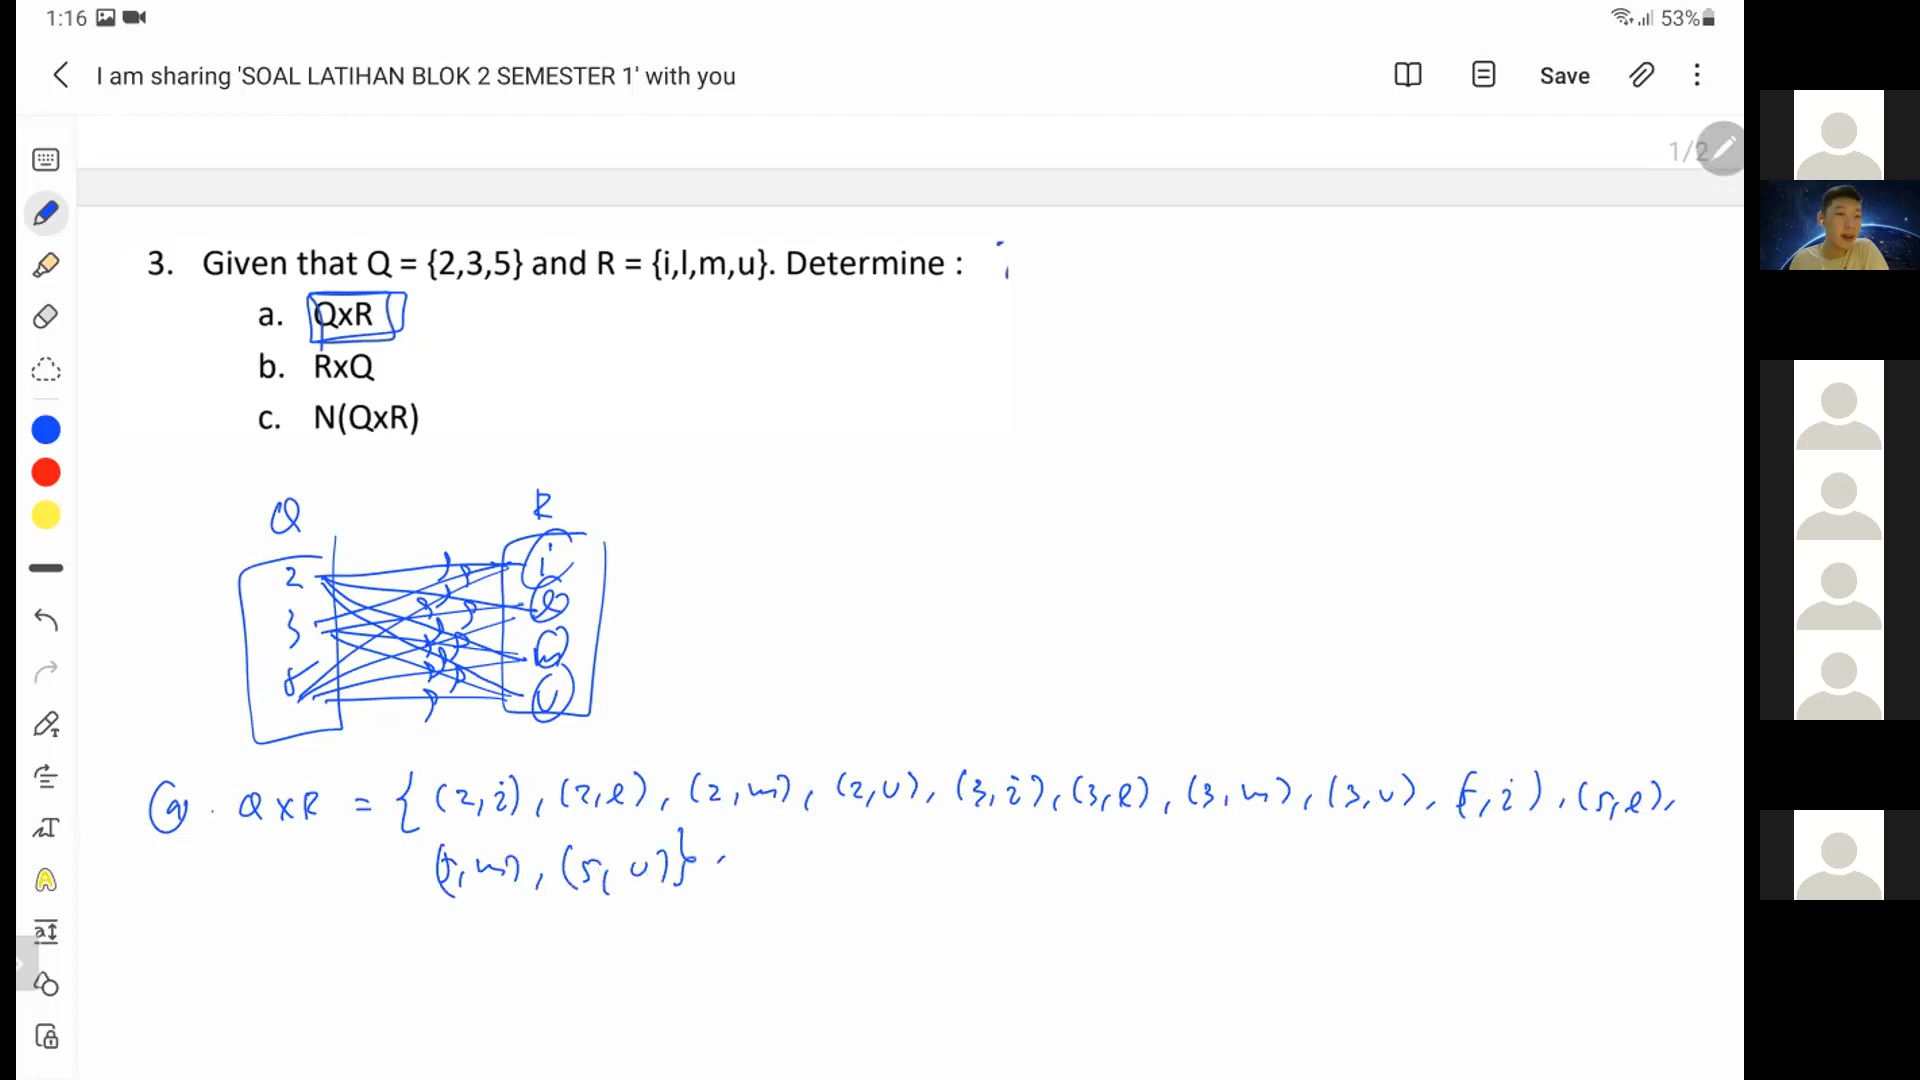 1:16
53%
I am sharing 'SOAL LATIHAN BLOK 2 SEMESTER 1' with you
Save
1/2
3. Given that Q = {2,3,5} and R = {i,l,m,u}. Determine :
a. QxR
b. RxQ
c. N(QxR)
Q R
2 i
3 l
5 m
u
a. Q x R = { (2,i), (2,l), (2,m), (2,u), (3,i), (3,l), (3,m), (3,u), (5,i), (5,l),
(5,m), (5,u)}.